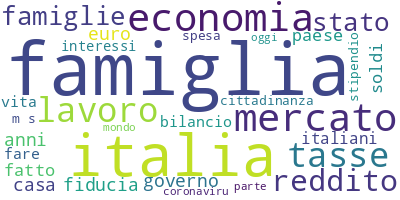 famiglie economia stato
euro paese
interessi spesa oggi
famiglia
stipendio soldi
vita lavoro cittadinanza mercato
m s bilancio
mondo italiani
anni italia tasse
fare
fatto governo
casa fiducia reddito
coronaviru parte